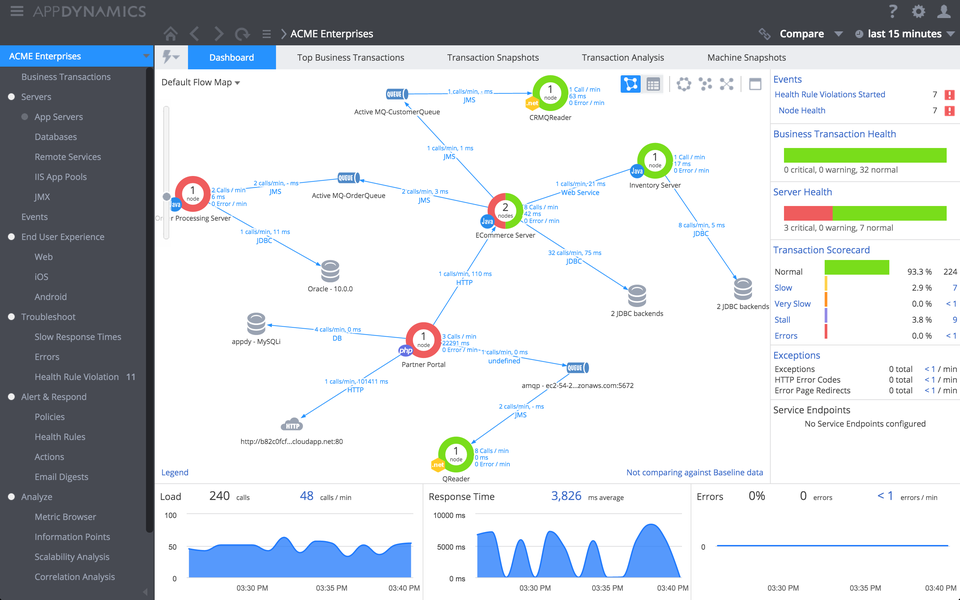 APPDYNAMICS
?
ACME Enterprises
Compare
last 15 minutes
ACME Enterprises
Business Transactions
Servers
App Servers
Databases
Remote Services
IIS App Pools
JMX
Events
End User Experience
Web
iOS
Android
Troubleshoot
Slow Response Times
Errors
Health Rule Violation 11
Alert & Respond
Policies
Health Rules
Actions
Email Digests
Analyze
Metric Browser
Information Points
Scalability Analysis
Correlation Analysis
Dashboard
Top Business Transactions
Transaction Snapshots
Transaction Analysis
Machine Snapshots
Default Flow Map
QUEUE
Active MQ-CustomerQueue
1 calls/min, - ms
JMS
1
node
.net
1 Call / min
63 ms
0 Error / min
CRMQReader
1 calls/min, 1 ms
JMS
1
node
Java
1 Call / min
17 ms
0 Error / min
Inventory Server
1
node
Java
2 Calls / min
6 ms
0 Error / min
Processing Server
2 calls/min, - ms
JMS
QUEUE
Active MQ-OrderQueue
2 calls/min, 3 ms
JMS
2
nodes
Java
8 Calls / min
42 ms
0 Error / min
ECommerce Server
1 calls/min, 21 ms
Web Service
1 calls/min, 11 ms
JDBC
Oracle - 10.0.0
32 calls/min, 75 ms
JDBC
2 JDBC backends
8 calls/min, 5 ms
JDBC
2 JDBC backends
1 calls/min, 110 ms
HTTP
appdy - MySQLi
4 calls/min, 0 ms
DB
1
node
php
3 Calls / min
22291 ms
0 Error / min
Partner Portal
1 calls/min, 0 ms
undefined
QUEUE
amqp - ec2-54-2...zonaws.com:5672
1 calls/min, 101411 ms
HTTP
HTTP
http://b82c0fcf...cloudapp.net:80
2 calls/min, - ms
JMS
1
node
.net
8 Calls / min
0 ms
0 Error / min
QReader
Legend
Not comparing against Baseline data
Events
Health Rule Violations Started 7
Node Health 7
Business Transaction Health
0 critical, 0 warning, 32 normal
Server Health
3 critical, 0 warning, 7 normal
Transaction Scorecard
Normal 93.3 % 224
Slow 2.9 % 7
Very Slow 0.0 % < 1
Stall 3.8 % 9
Errors 0.0 % < 1
Exceptions
Exceptions 0 total < 1 / min
HTTP Error Codes 0 total < 1 / min
Error Page Redirects 0 total < 1 / min
Service Endpoints
No Service Endpoints configured
Load 240 calls 48 calls / min
100
50
0
03:30 PM 03:35 PM 03:40 PM
Response Time 3,826 ms average
10000 ms
5000 ms
0 ms
03:30 PM 03:35 PM 03:40 PM
Errors 0% 0 errors < 1 errors / min
0
03:30 PM 03:35 PM 03:40 PM